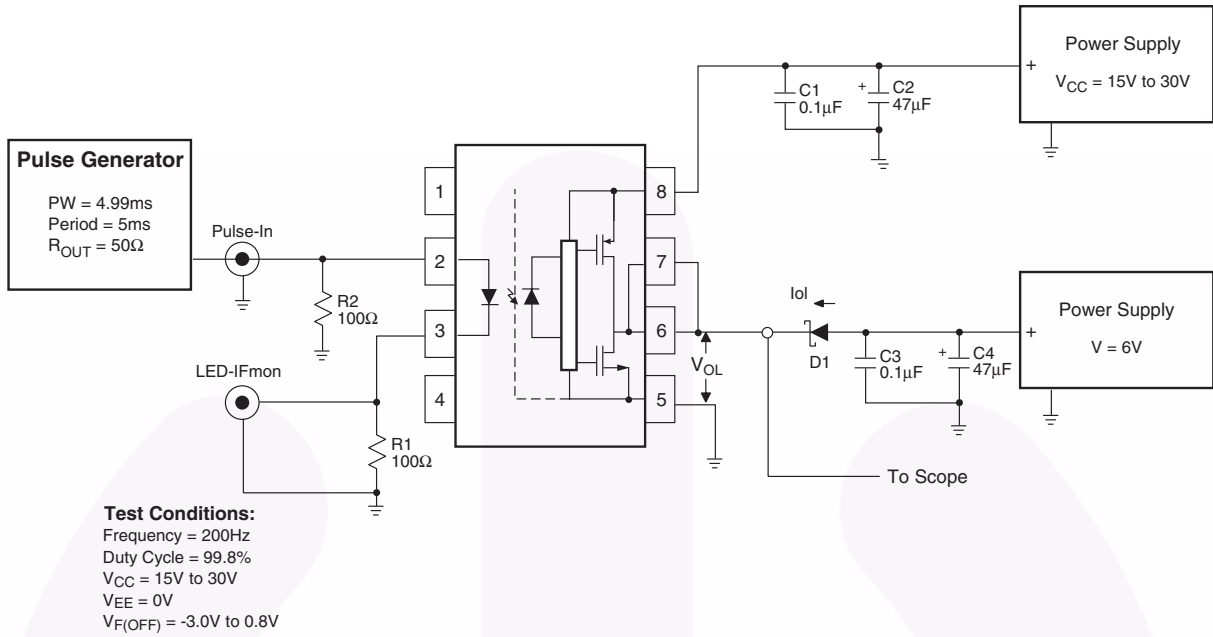 Pulse Generator
PW = 4.99ms
Period = 5ms
ROUT = 50Ω
Pulse-In
R2
100Ω
LED-IFmon
R1
100Ω
1
2
3
4
8
7
6
5
VOL
C1
0.1μF
+
C2
47μF
+
Power Supply
VCC = 15V to 30V
Iol
D1
C3
0.1μF
+
C4
47μF
+
Power Supply
V = 6V
To Scope
Test Conditions:
Frequency = 200Hz
Duty Cycle = 99.8%
VCC = 15V to 30V
VEE = 0V
VF(OFF) = -3.0V to 0.8V